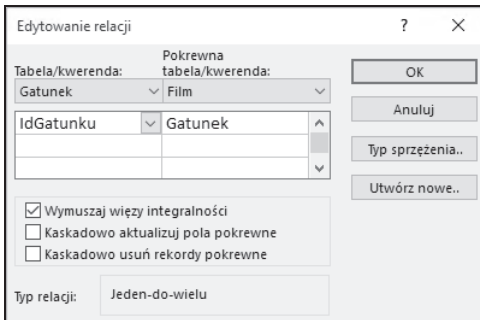 Edytowanie relacji ? ×
Pokrewna
Tabela/kwerenda: tabela/kwerenda:
Gatunek Film
IdGatunku Gatunek
OK
Anuluj
Typ sprzężenia..
Utwórz nowe..
Wymuszaj więzy integralności
Kaskadowo aktualizuj pola pokrewne
Kaskadowo usuń rekordy pokrewne
Typ relacji: Jeden-do-wielu